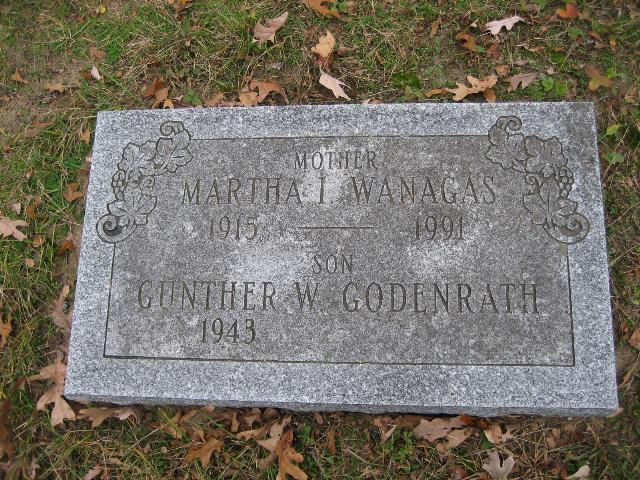 MOTHER
MARTHA I WANAGAS
1915 — 1991
SON
GUNTHER W. GODENRATH
1943